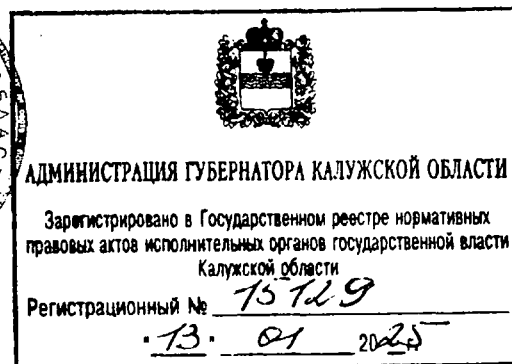 АДМИНИСТРАЦИЯ ГУБЕРНАТОРА КАЛУЖСКОЙ ОБЛАСТИ
Зарегистрировано в Государственном реестре нормативных
правовых актов исполнительных органов государственной власти
Калужской области
Регистрационный № 15129
"13" 01 2025